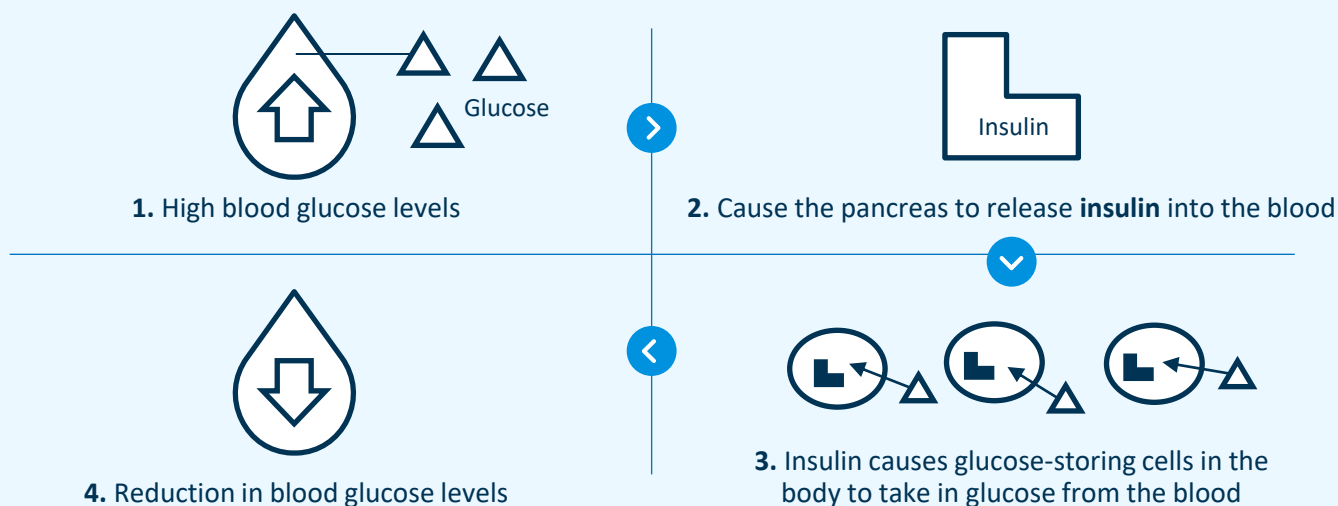 Glucose
1. High blood glucose levels
Insulin
2. Cause the pancreas to release insulin into the blood
3. Insulin causes glucose-storing cells in the
body to take in glucose from the blood
4. Reduction in blood glucose levels